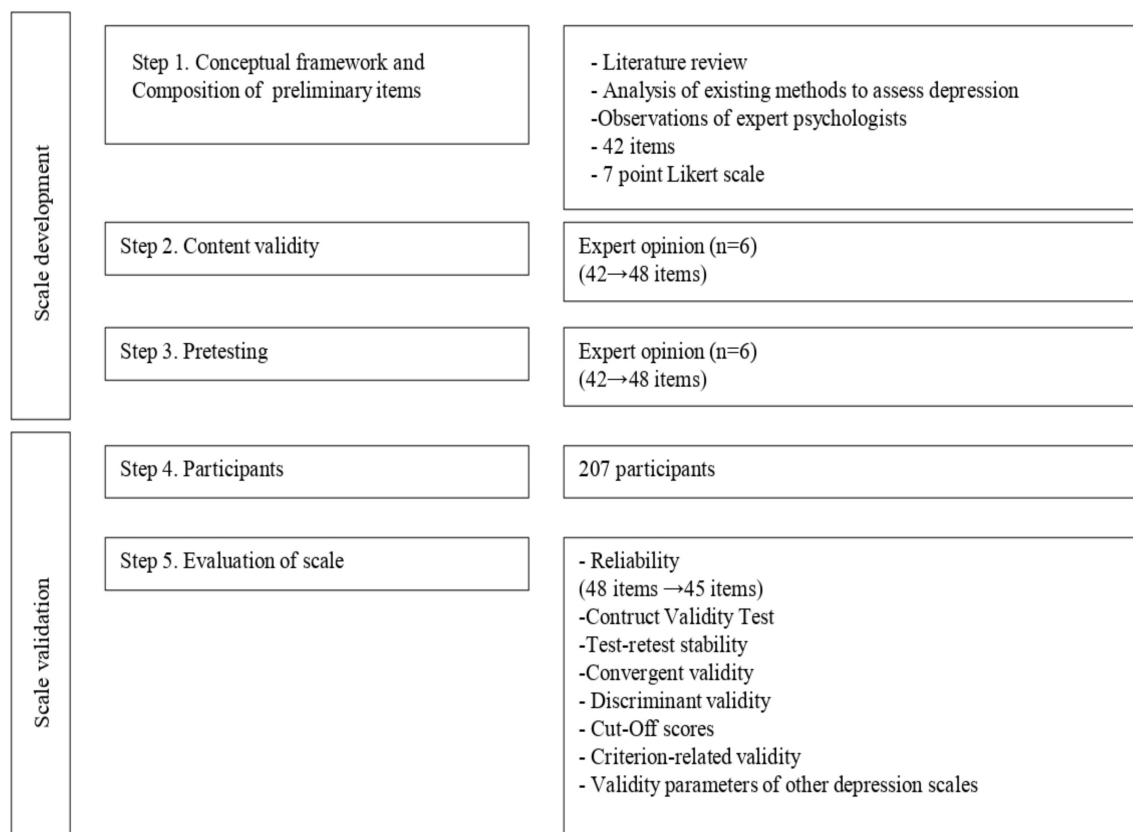 Scale development
Step 1. Conceptual framework and
Composition of preliminary items
- Literature review
- Analysis of existing methods to assess depression
-Observations of expert psychologists
- 42 items
- 7 point Likert scale
Step 2. Content validity
Expert opinion (n=6)
(42→48 items)
Step 3. Pretesting
Expert opinion (n=6)
(42→48 items)
Scale validation
Step 4. Participants
207 participants
Step 5. Evaluation of scale
- Reliability
(48 items →45 items)
-Contruct Validity Test
-Test-retest stability
-Convergent validity
- Discriminant validity
- Cut-Off scores
- Criterion-related validity
- Validity parameters of other depression scales